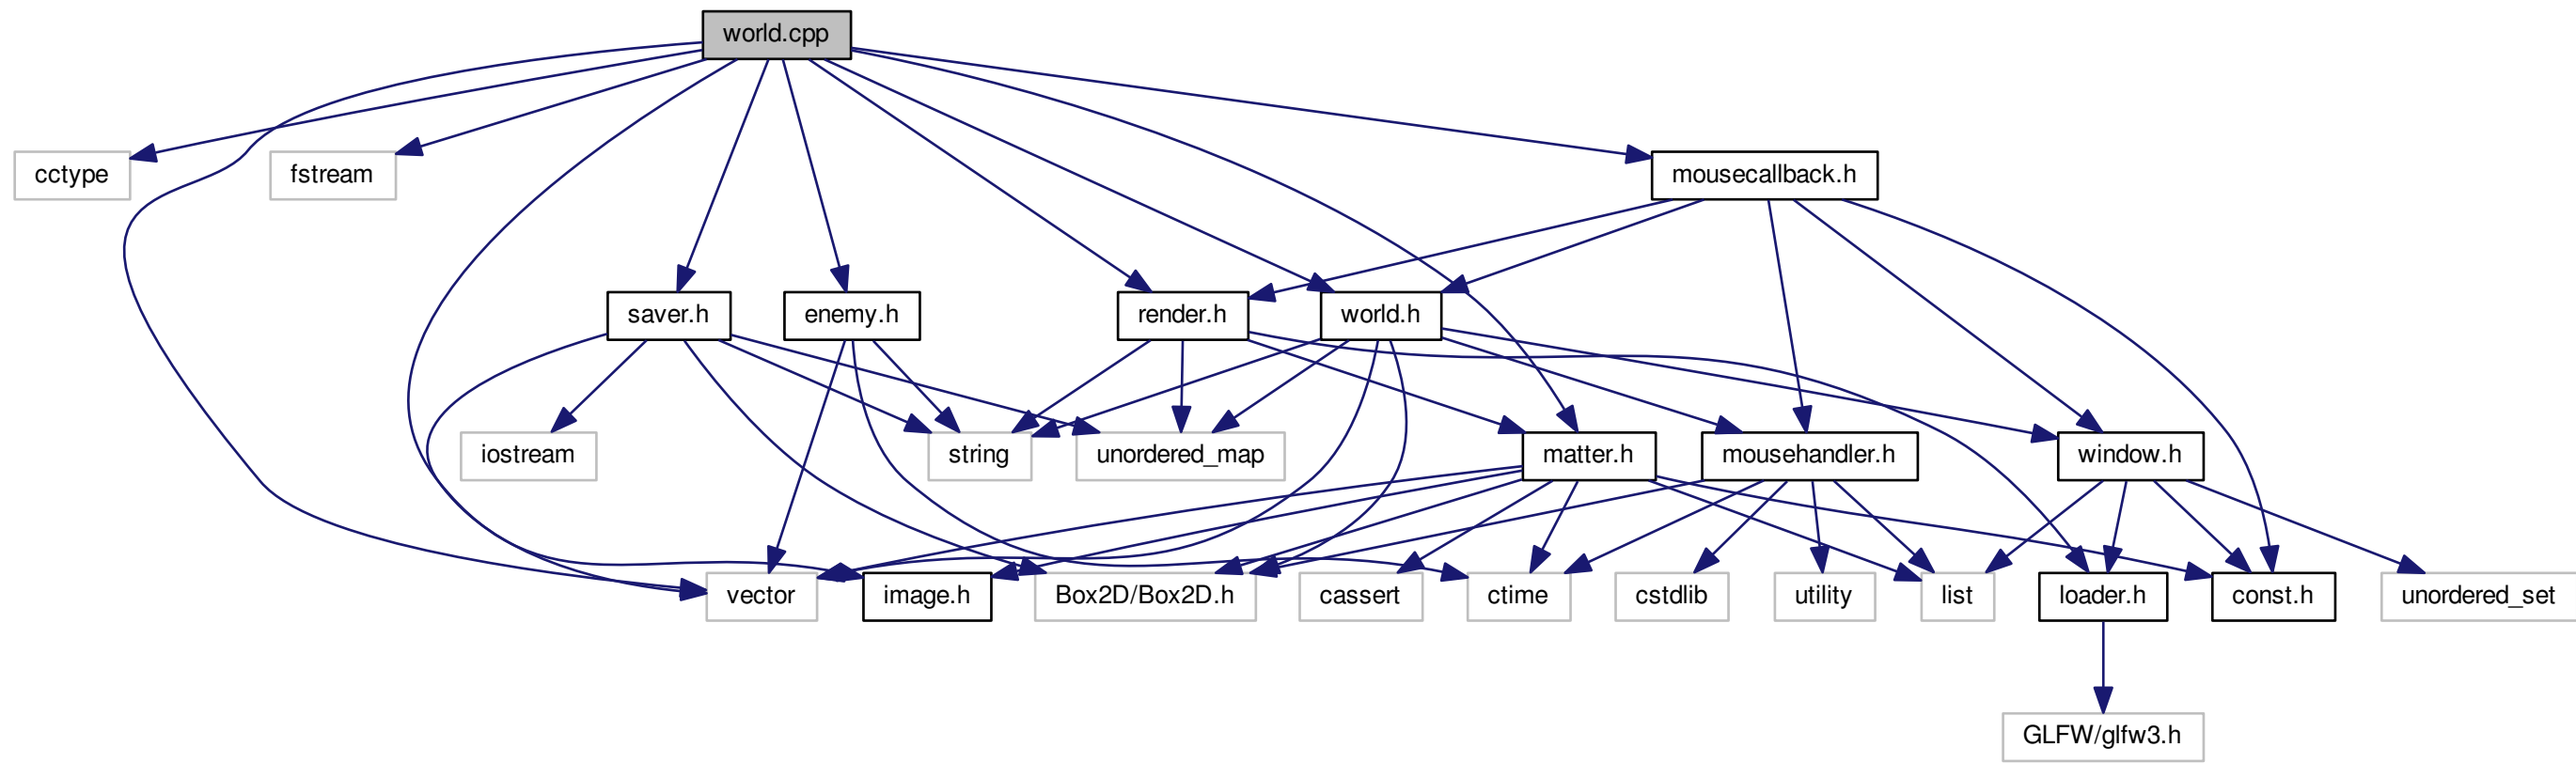 world.cpp
cctype
fstream
mousecallback.h
saver.h
enemy.h
render.h
world.h
iostream
string
unordered_map
matter.h
mousehandler.h
window.h
vector
image.h
Box2D/Box2D.h
cassert
ctime
cstdlib
utility
list
loader.h
const.h
unordered_set
GLFW/glfw3.h